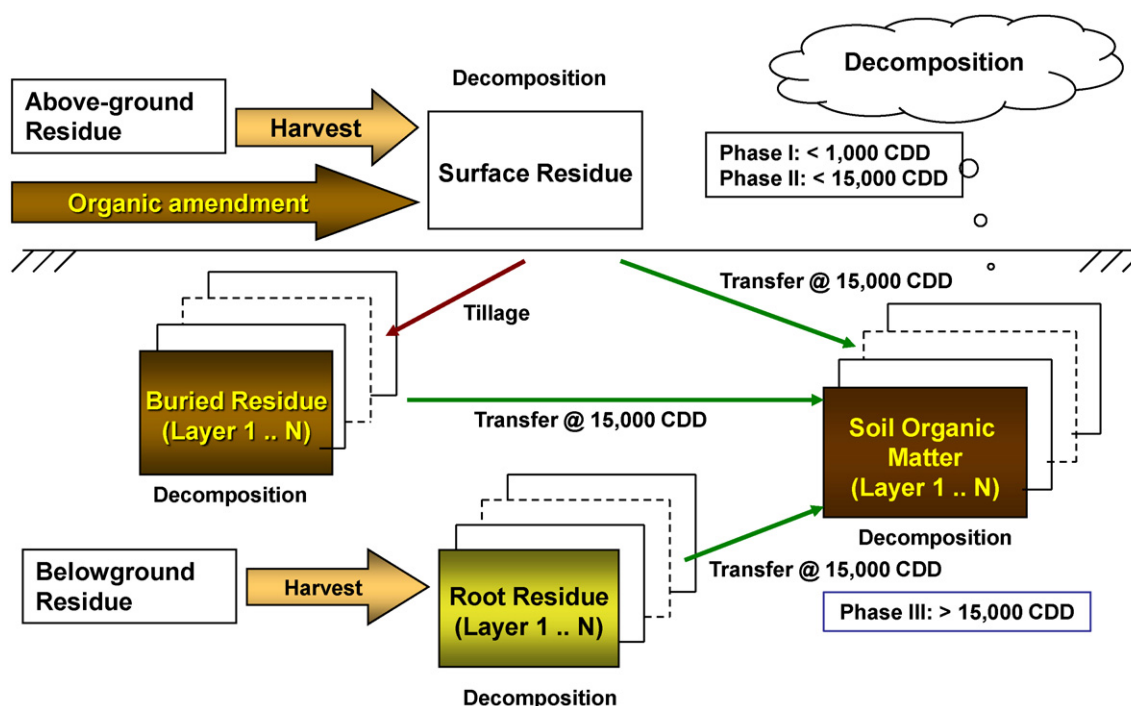 Decomposition
Decomposition
Above-ground
Residue
Harvest
Surface Residue
Phase I: < 1,000 CDD
Phase II: < 15,000 CDD
Organic amendment
Transfer @ 15,000 CDD
Tillage
Buried Residue
(Layer 1 .. N)
Transfer @ 15,000 CDD
Soil Organic
Matter
(Layer 1 .. N)
Decomposition
Decomposition
Belowground
Residue
Harvest
Root Residue
(Layer 1 .. N)
Transfer @ 15,000 CDD
Phase III: > 15,000 CDD
Decomposition